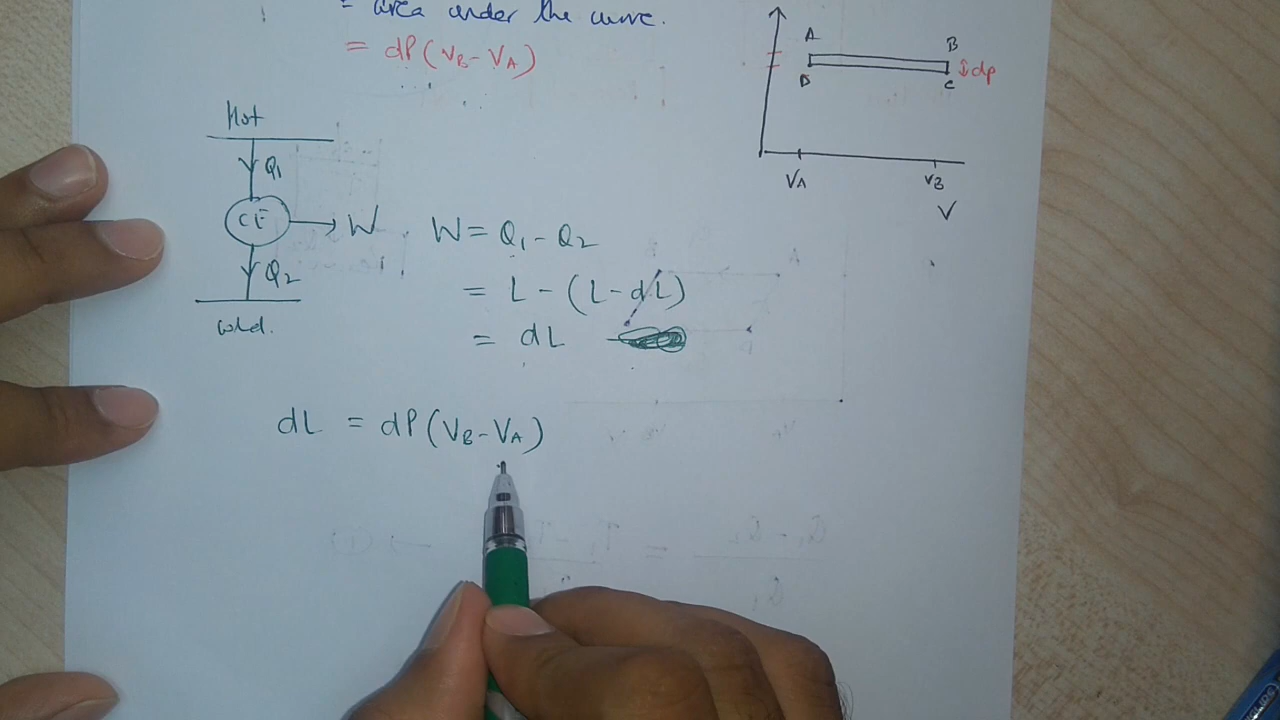 = area under the curve.
= dP(VB-VA)
A
B
D
C
dp
VA
VB
V
Hot
Q1
CE
W
Q2
cold.
W = Q1 - Q2
= L - (L - dL)
= dL
dL = dP(VB-VA)